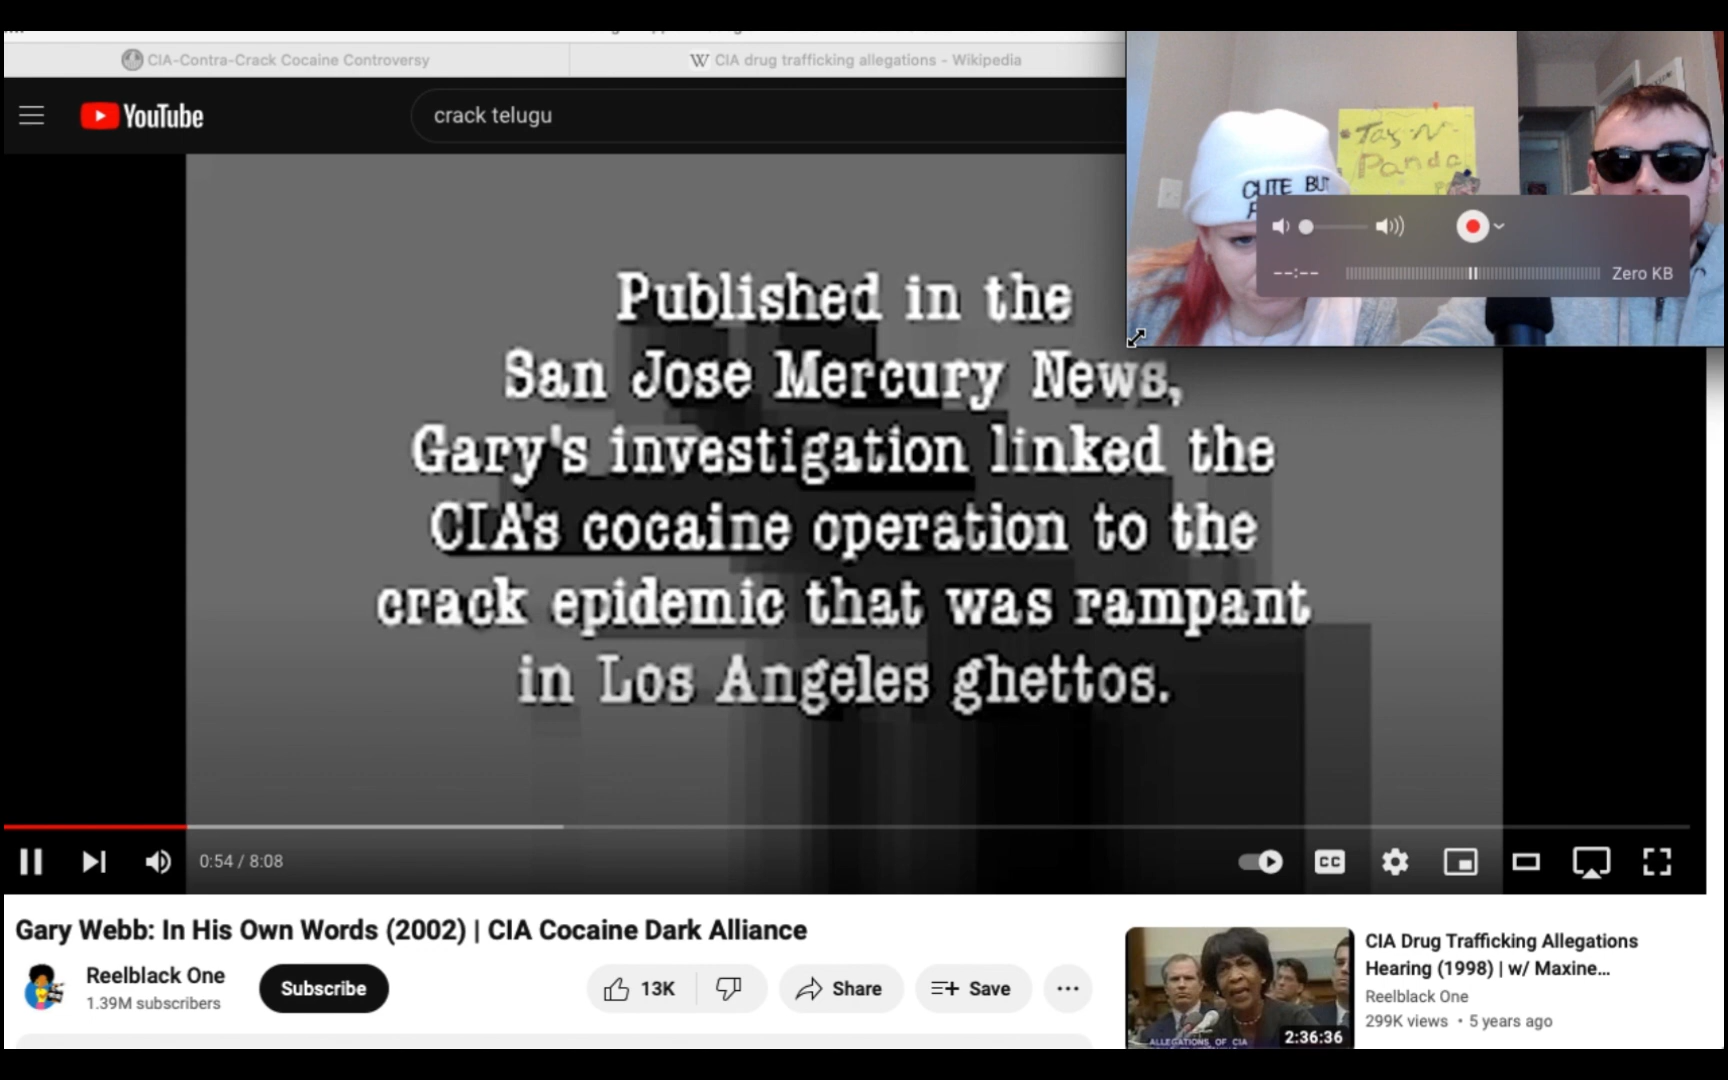 CIA-Contra-Crack Cocaine Controversy
W CIA drug trafficking allegations - Wikipedia
YouTube
crack telugu
Tay-N-
Panda
CUTE BUT
--:--
Zero KB
Published in the
San Jose Mercury News,
Gary's investigation linked the
CIA's cocaine operation to the
crack epidemic that was rampant
in Los Angeles ghettos.
0:54 / 8:08
CC
Gary Webb: In His Own Words (2002) | CIA Cocaine Dark Alliance
Reelblack One
1.39M subscribers
Subscribe
13K
Share
Save
CIA Drug Trafficking Allegations
Hearing (1998) | w/ Maxine...
Reelblack One
299K views • 5 years ago
ALLEGATIONS OF CIA
2:36:36